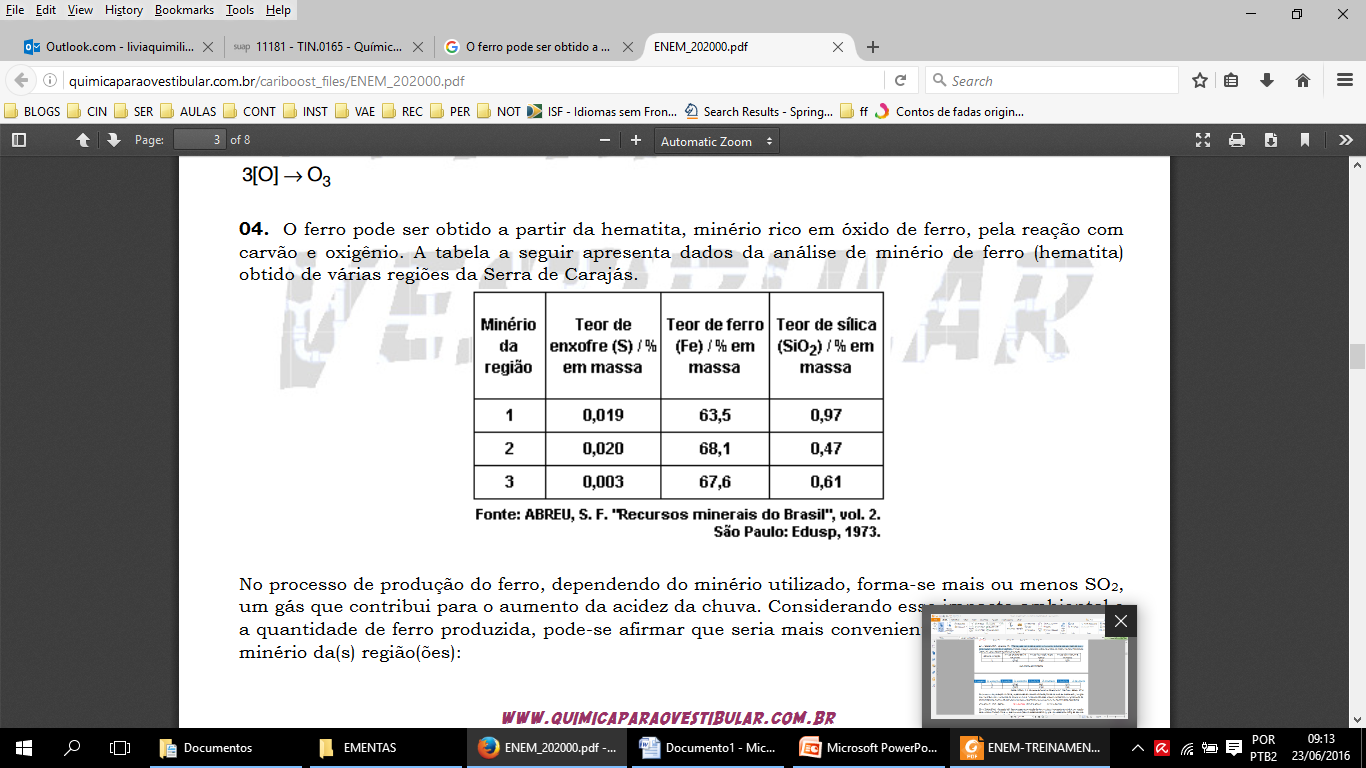 File Edit View History Bookmarks Tools Help
Outlook.com - liviaquimili...
suap 11181 - TIN.0165 - Químic...
O ferro pode ser obtido a ...
ENEM_202000.pdf
quimicaparaovestibular.com.br/cariboost_files/ENEM_202000.pdf
Search
BLOGS CIN SER AULAS CONT INST VAE REC PER NOT ISF - Idiomas sem Fron... Search Results - Spring... ff Contos de fadas origin...
Page: 3 of 8
Automatic Zoom
3[O] → O3
04. O ferro pode ser obtido a partir da hematita, minério rico em óxido de ferro, pela reação com
carvão e oxigênio. A tabela a seguir apresenta dados da análise de minério de ferro (hematita)
obtido de várias regiões da Serra de Carajás.
Minério da região | Teor de enxofre (S) / % em massa | Teor de ferro (Fe) / % em massa | Teor de sílica (SiO2) / % em massa
1 0,019 63,5 0,97
2 0,020 68,1 0,47
3 0,003 67,6 0,61
Fonte: ABREU, S. F. "Recursos minerais do Brasil", vol. 2.
São Paulo: Edusp, 1973.
No processo de produção do ferro, dependendo do minério utilizado, forma-se mais ou menos SO₂,
um gás que contribui para o aumento da acidez da chuva. Considerando esse impacto ambiental e
a quantidade de ferro produzida, pode-se afirmar que seria mais convenien
minério da(s) região(ões):
WWW.QUIMICAPARAOVESTIBULAR.COM.BR
Documentos
EMENTAS
ENEM_202000.pdf -...
Documento1 - Mic...
Microsoft PowerPo...
ENEM-TREINAMEN...
POR
PTB2
09:13
23/06/2016